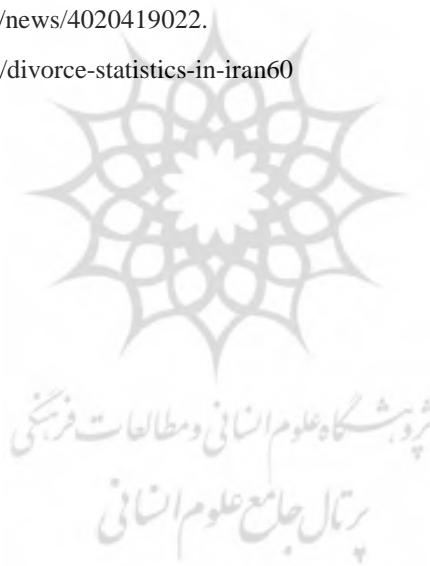 /news/4020419022.
/divorce-statistics-in-iran60
پژوهشگاه علوم انسانی و مطالعات فرهنگی
پرتال جامع علوم انسانی